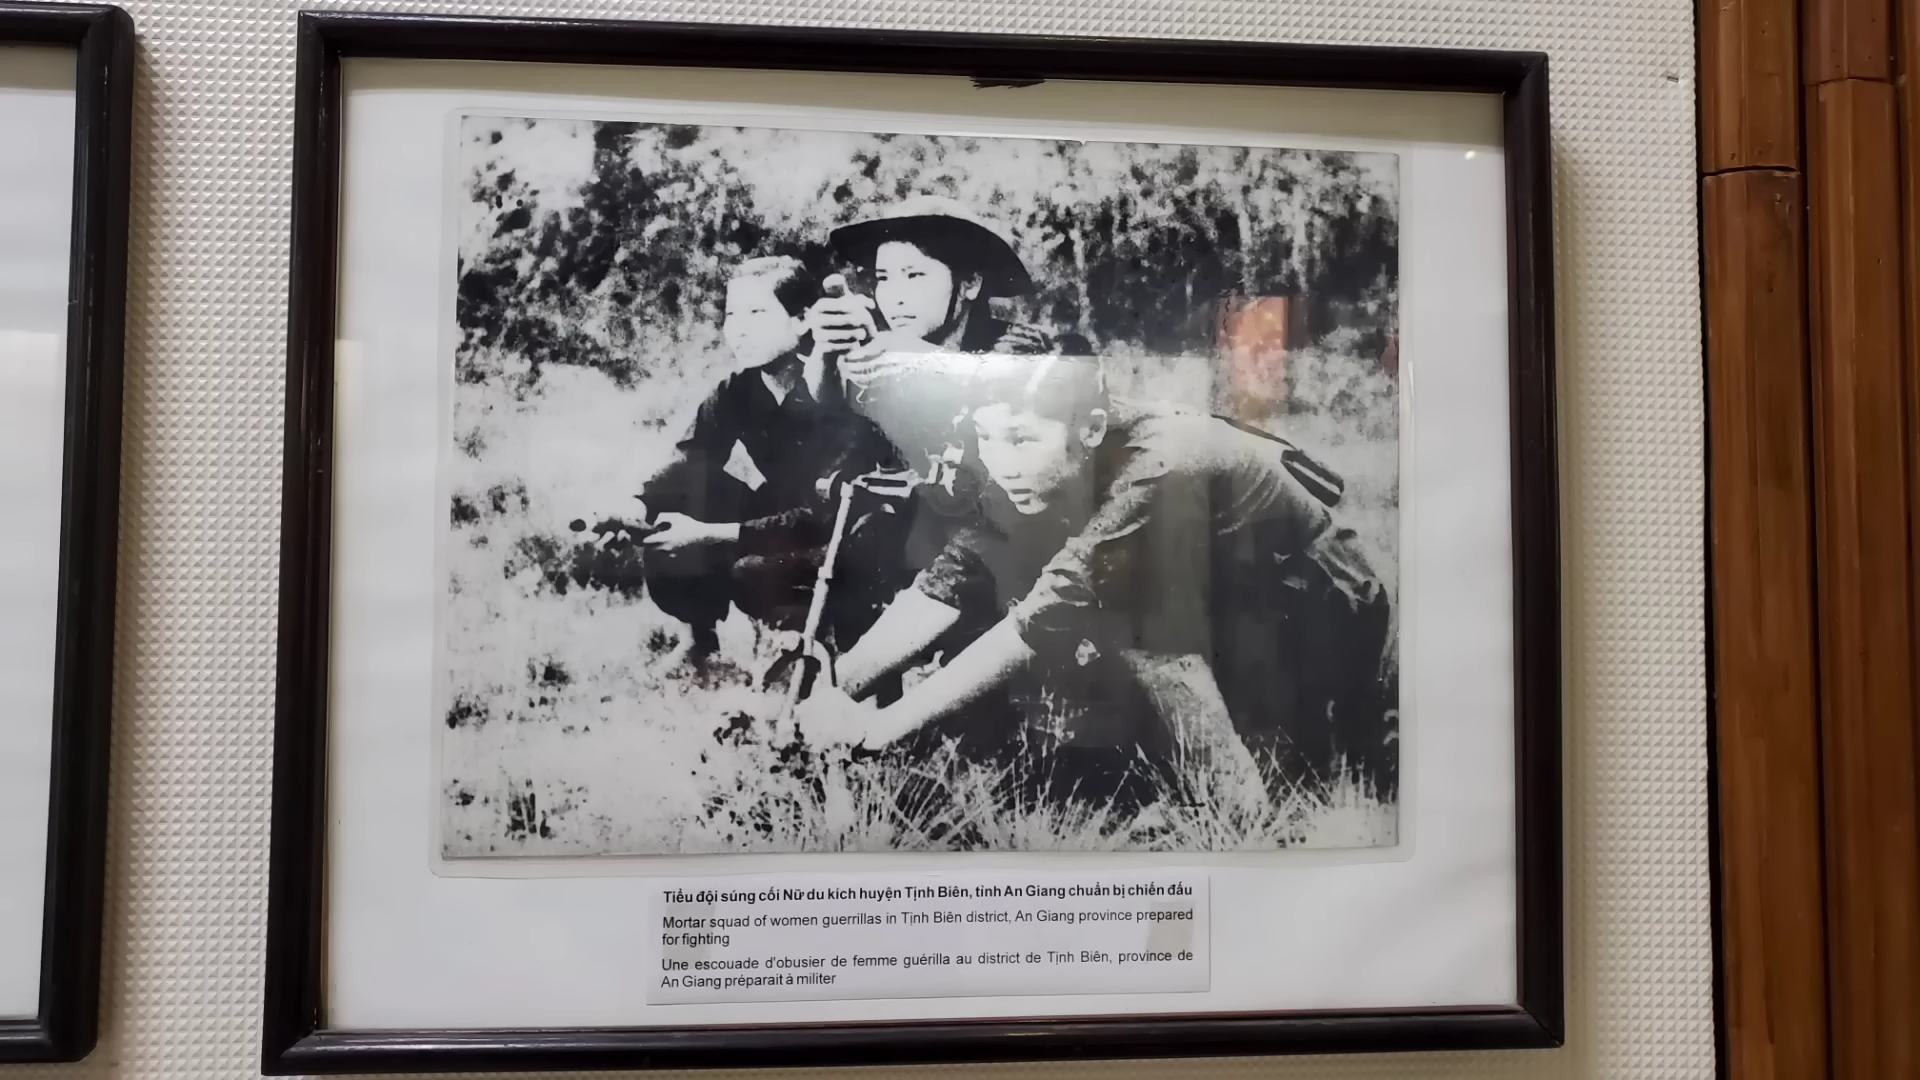 Tiểu đội súng cối Nữ du kích huyện Tịnh Biên, tỉnh An Giang chuẩn bị chiến đấu
Mortar squad of women guerrillas in Tịnh Biên district, An Giang province prepared
for fighting
Une escouade d'obusier de femme guérilla au district de Tịnh Biên, province de
An Giang préparait à militer